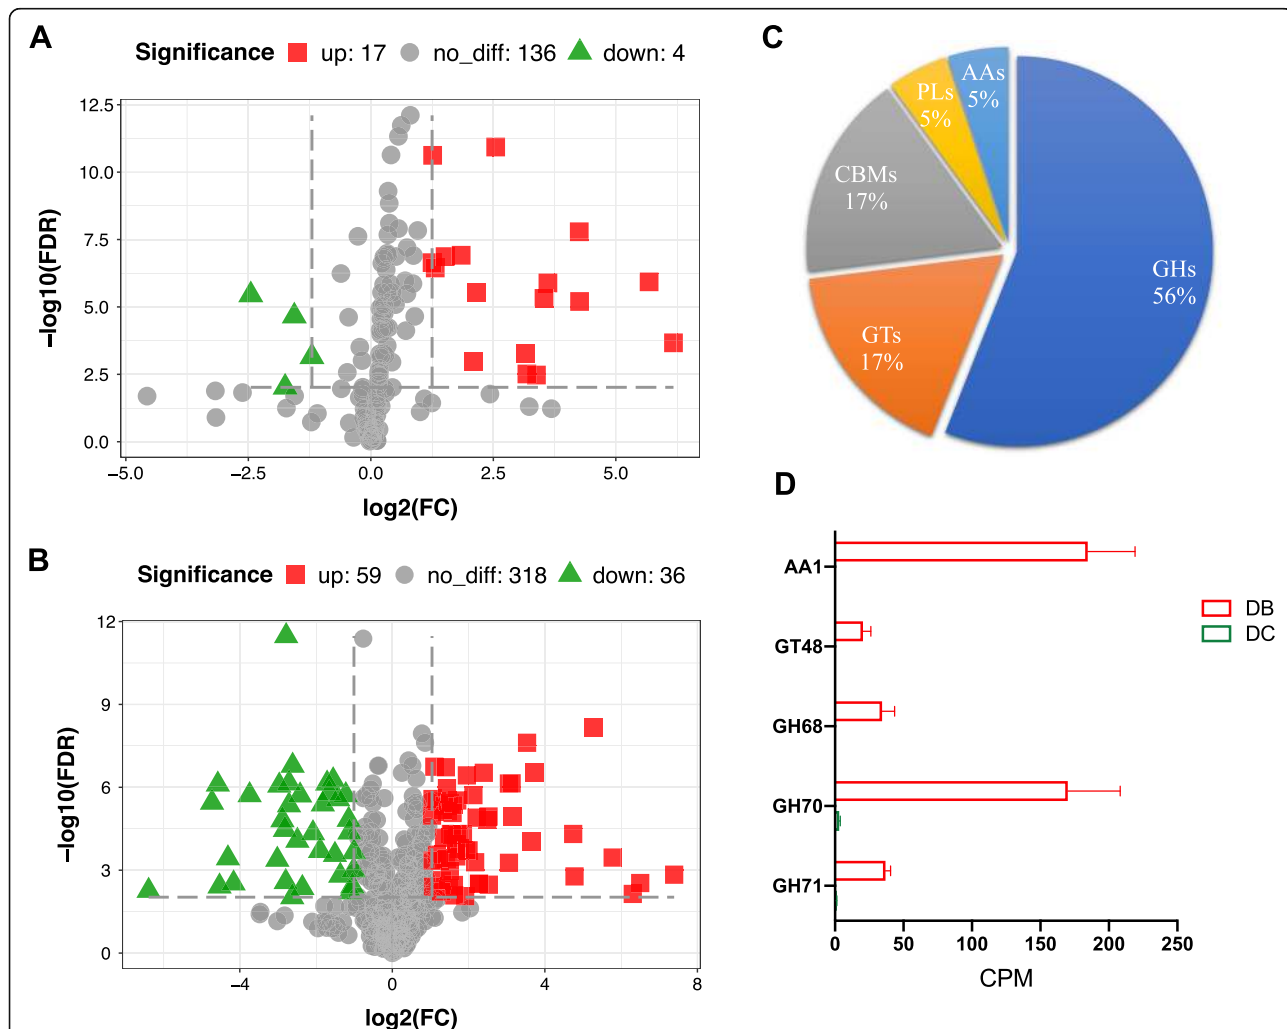 A
Significance up: 17 no_diff: 136 down: 4
12.5
10.0
7.5
5.0
2.5
0.0
−log10(FDR)
−5.0 −2.5 0.0 2.5 5.0
log2(FC)
B
Significance up: 59 no_diff: 318 down: 36
12
9
6
3
0
−log10(FDR)
−4 0 4 8
log2(FC)
C
AAs
5%
PLs
5%
CBMs
17%
GHs
56%
GTs
17%
D
AA1
GT48
GH68
GH70
GH71
DB
DC
0 50 100 150 200 250
CPM